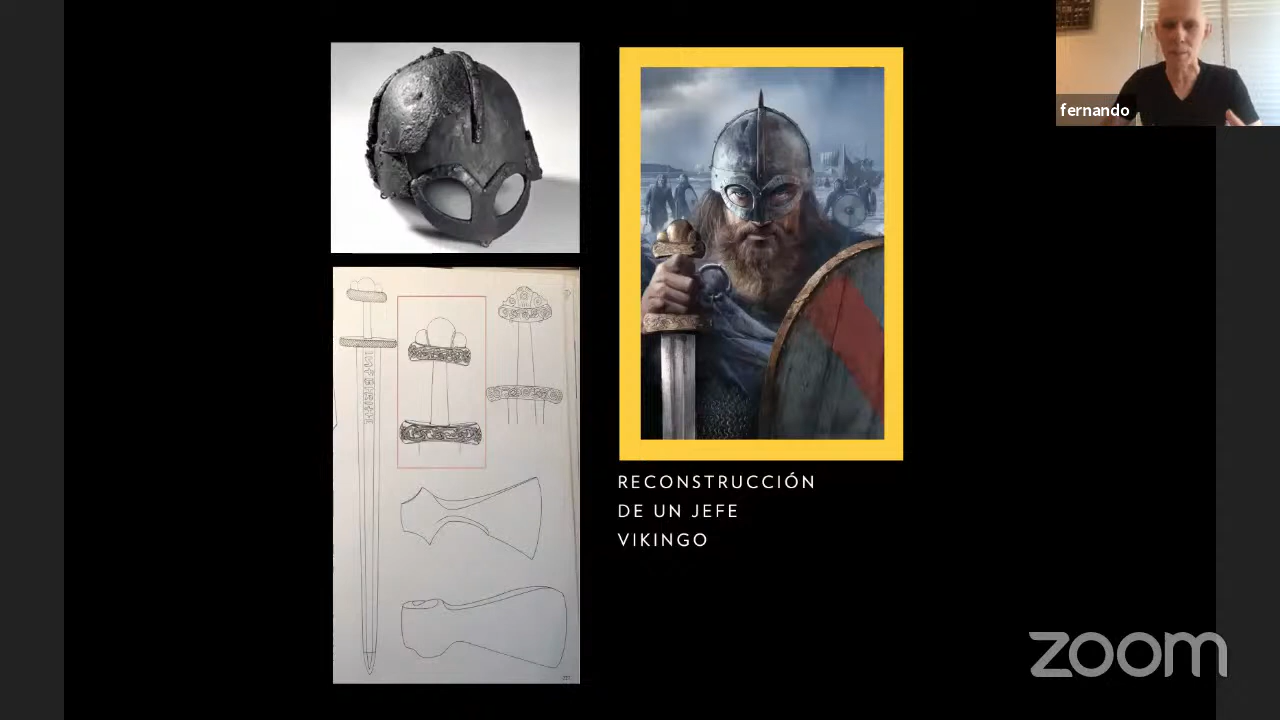 fernando
RECONSTRUCCIÓN
DE UN JEFE
VIKINGO
zoom